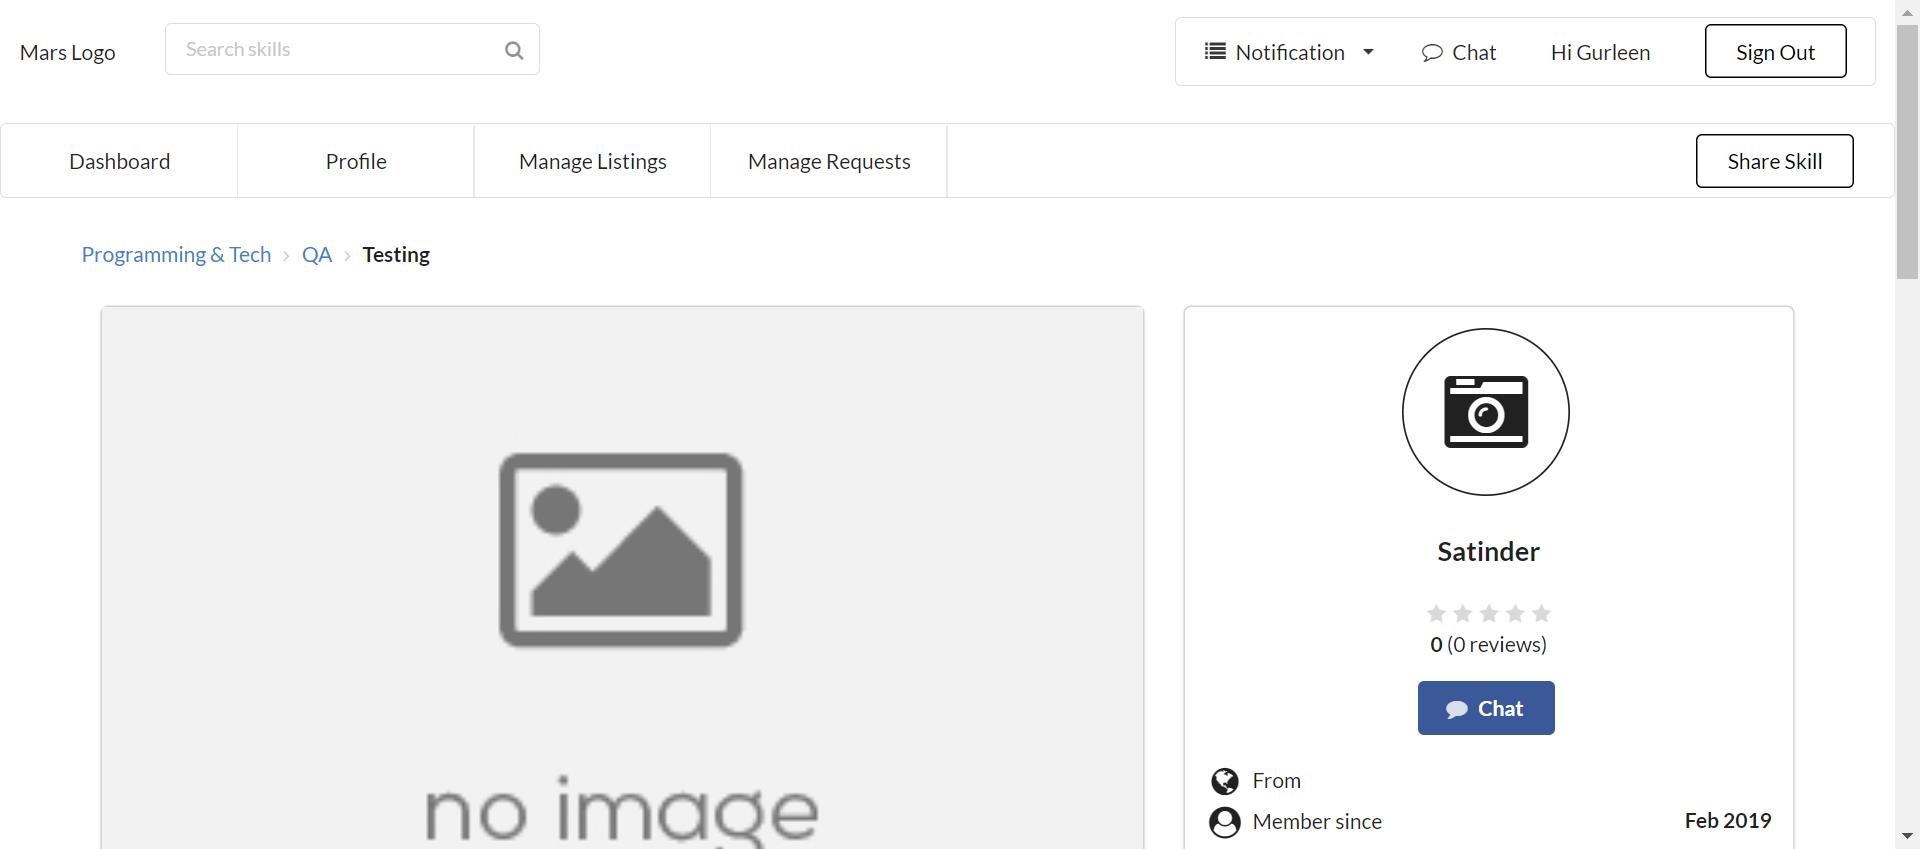 Mars Logo
Search skills
Notification
Chat
Hi Gurleen
Sign Out
Dashboard
Profile
Manage Listings
Manage Requests
Share Skill
Programming & Tech › QA › Testing
no image
Satinder
0 (0 reviews)
Chat
From
Member since
Feb 2019